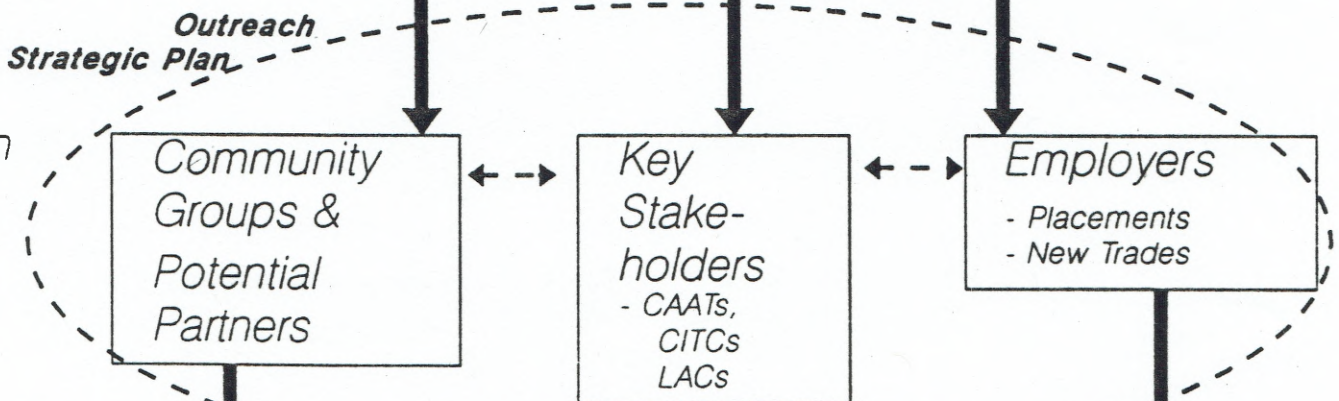 Outreach
Strategic Plan
Community
Groups &
Potential
Partners
Key
Stake-
holders
- CAATs,
CITCs
LACs
Employers
- Placements
- New Trades